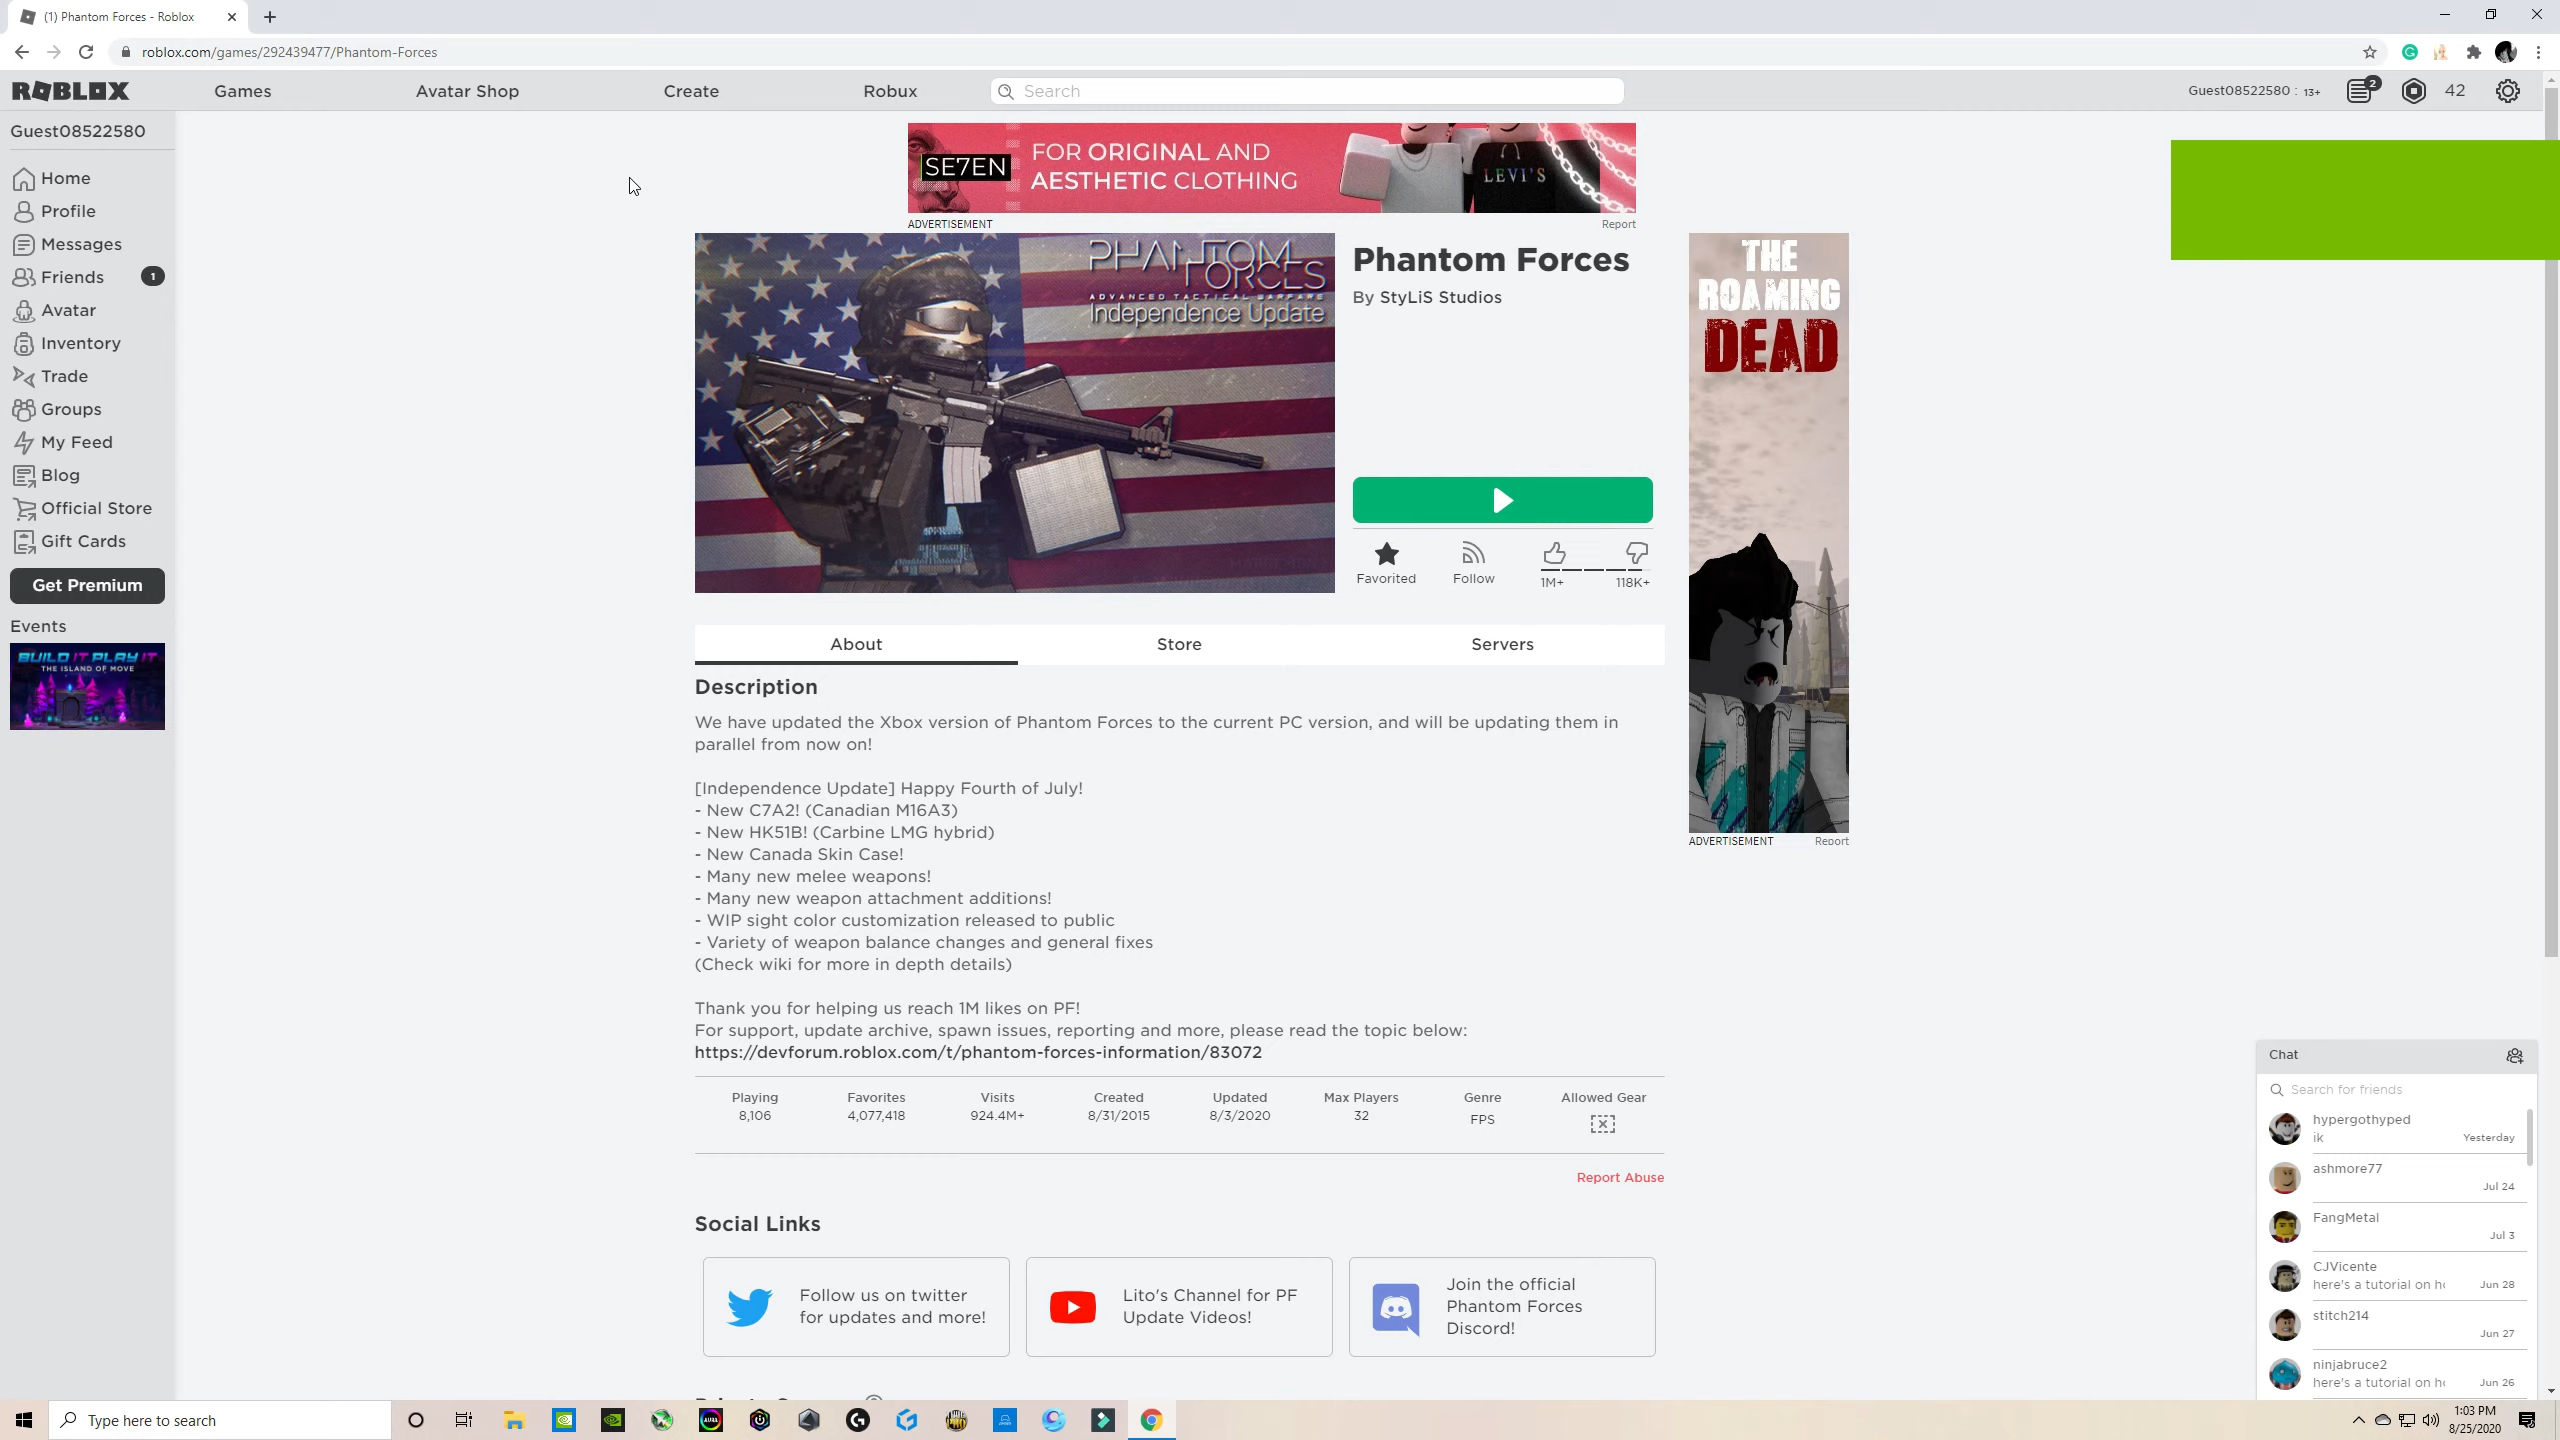 (1) Phantom Forces - Roblox
roblox.com/games/292439477/Phantom-Forces
ROBLOX
Games
Avatar Shop
Create
Robux
Search
Guest08522580 : 13+
2
42
Guest08522580
Home
Profile
Messages
Friends
1
Avatar
Inventory
Trade
Groups
My Feed
Blog
Official Store
Gift Cards
Get Premium
Events
BUILD IT PLAY IT
THE ISLAND OF MOVE
SE7EN
FOR ORIGINAL AND
AESTHETIC CLOTHING
LEVI'S
ADVERTISEMENT
Report
PHANTOM
FORCES
ADVANCED TACTICAL WARFARE
Independence Update
Phantom Forces
By StyLiS Studios
Favorited
Follow
1M+
118K+
THE
ROAMING
DEAD
ADVERTISEMENT
Report
About
Store
Servers
Description
We have updated the Xbox version of Phantom Forces to the current PC version, and will be updating them in
parallel from now on!
[Independence Update] Happy Fourth of July!
- New C7A2! (Canadian M16A3)
- New HK51B! (Carbine LMG hybrid)
- New Canada Skin Case!
- Many new melee weapons!
- Many new weapon attachment additions!
- WIP sight color customization released to public
- Variety of weapon balance changes and general fixes
(Check wiki for more in depth details)
Thank you for helping us reach 1M likes on PF!
For support, update archive, spawn issues, reporting and more, please read the topic below:
https://devforum.roblox.com/t/phantom-forces-information/83072
Playing
8,106
Favorites
4,077,418
Visits
924.4M+
Created
8/31/2015
Updated
8/3/2020
Max Players
32
Genre
FPS
Allowed Gear
Report Abuse
Social Links
Follow us on twitter
for updates and more!
Lito's Channel for PF
Update Videos!
Join the official
Phantom Forces
Discord!
Chat
Search for friends
hypergothyped
ik
Yesterday
ashmore77
Jul 24
FangMetal
Jul 3
CJVicente
here's a tutorial on h
Jun 28
stitch214
Jun 27
ninjabruce2
here's a tutorial on h
Jun 26
Type here to search
AURA
1:03 PM
8/25/2020